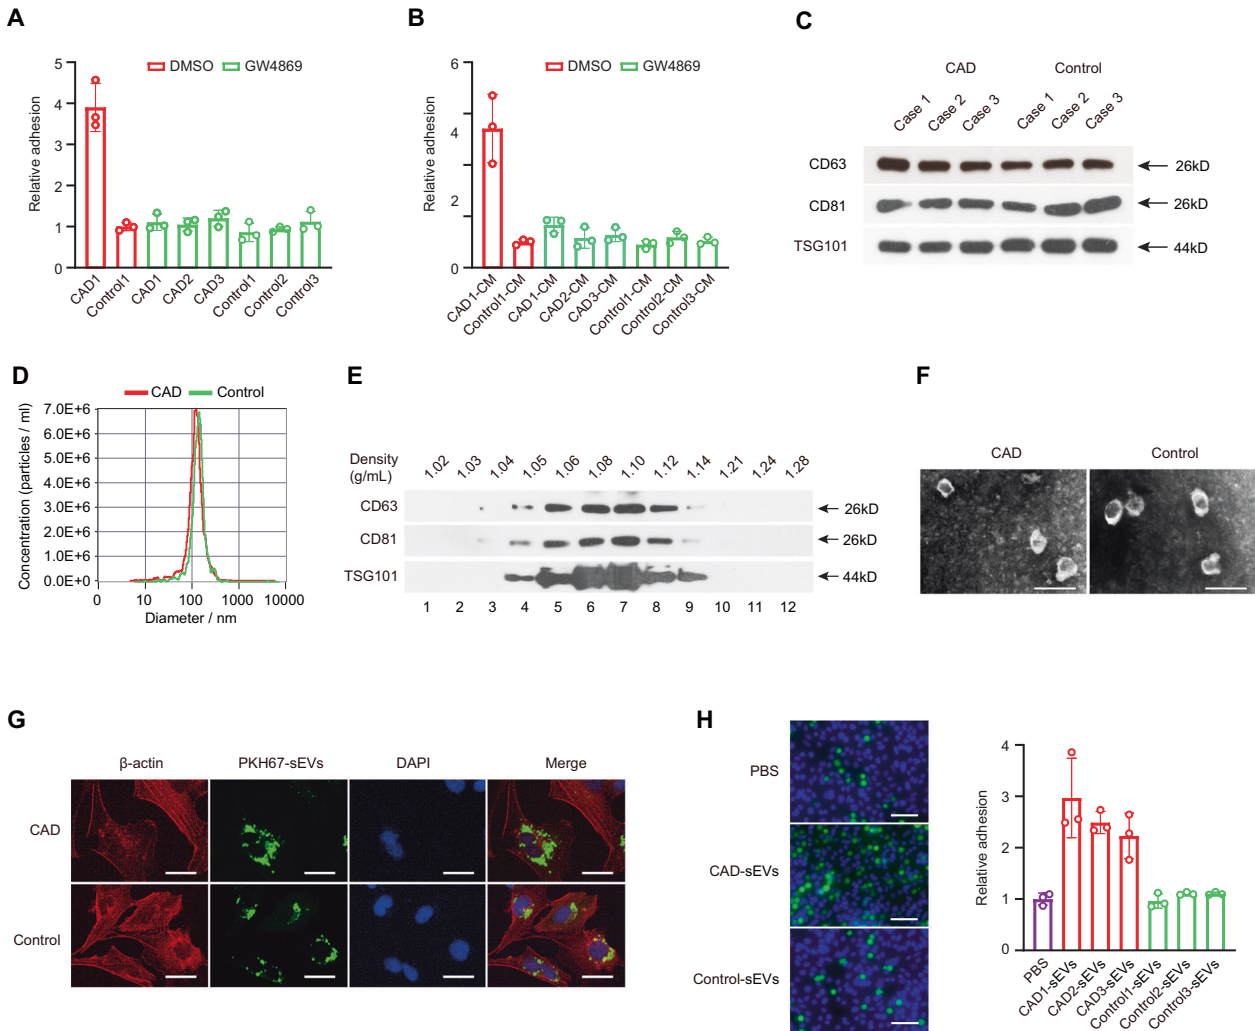 A
DMSO GW4869
Relative adhesion
5
4
3
2
1
0
CAD1
Control1
CAD1
CAD2
CAD3
Control1
Control2
Control3
B
DMSO GW4869
Relative adhesion
6
4
2
0
CAD1-CM
Control1-CM
CAD1-CM
CAD2-CM
CAD3-CM
Control1-CM
Control2-CM
Control3-CM
C
CAD Control
Case 1 Case 2 Case 3 Case 1 Case 2 Case 3
CD63 26kD
CD81 26kD
TSG101 44kD
D
CAD Control
Concentration (particles / ml)
7.0E+6
5.0E+6
4.0E+6
3.0E+6
2.0E+6
1.0E+6
0.0E+0
0 10 100 1000 10000
Diameter / nm
E
Density
(g/mL)
1.02 1.03 1.04 1.05 1.06 1.08 1.10 1.12 1.14 1.21 1.24 1.28
CD63 26kD
CD81 26kD
TSG101 44kD
1 2 3 4 5 6 7 8 9 10 11 12
F
CAD Control
G
β-actin PKH67-sEVs DAPI Merge
CAD
Control
H
PBS
CAD-sEVs
Control-sEVs
Relative adhesion
4
3
2
1
0
PBS
CAD1-sEVs
CAD2-sEVs
CAD3-sEVs
Control1-sEVs
Control2-sEVs
Control3-sEVs